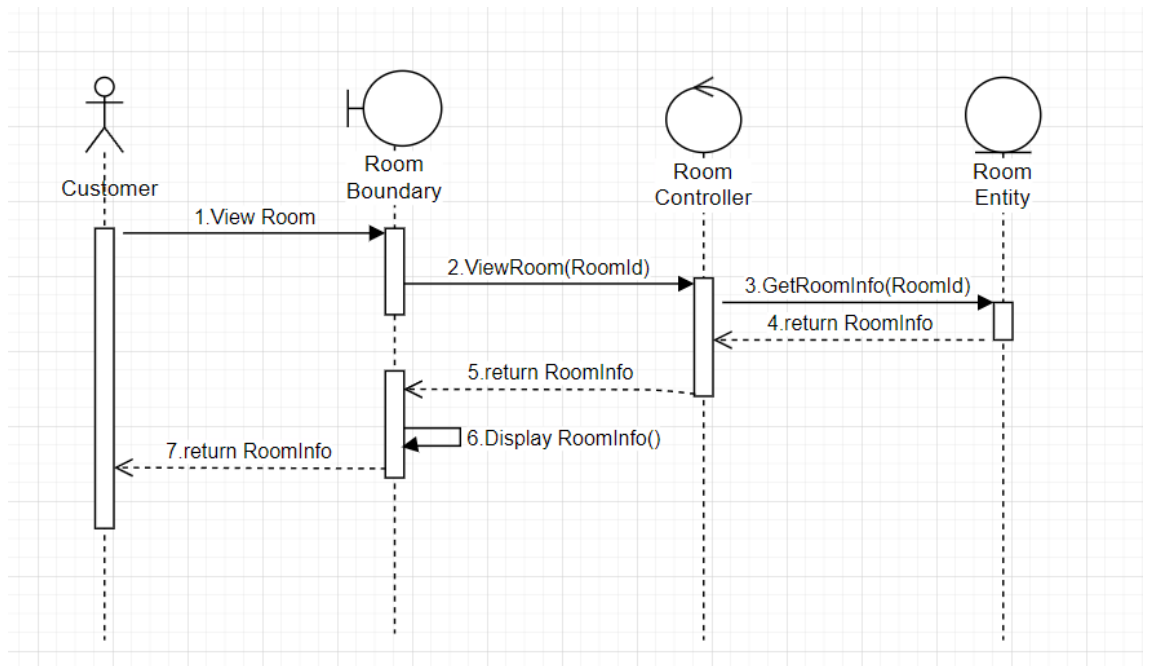 Customer
Room
Boundary
Room
Controller
Room
Entity
1.View Room
2.ViewRoom(RoomId)
3.GetRoomInfo(RoomId)
4.return RoomInfo
5.return RoomInfo
6.Display RoomInfo()
7.return RoomInfo